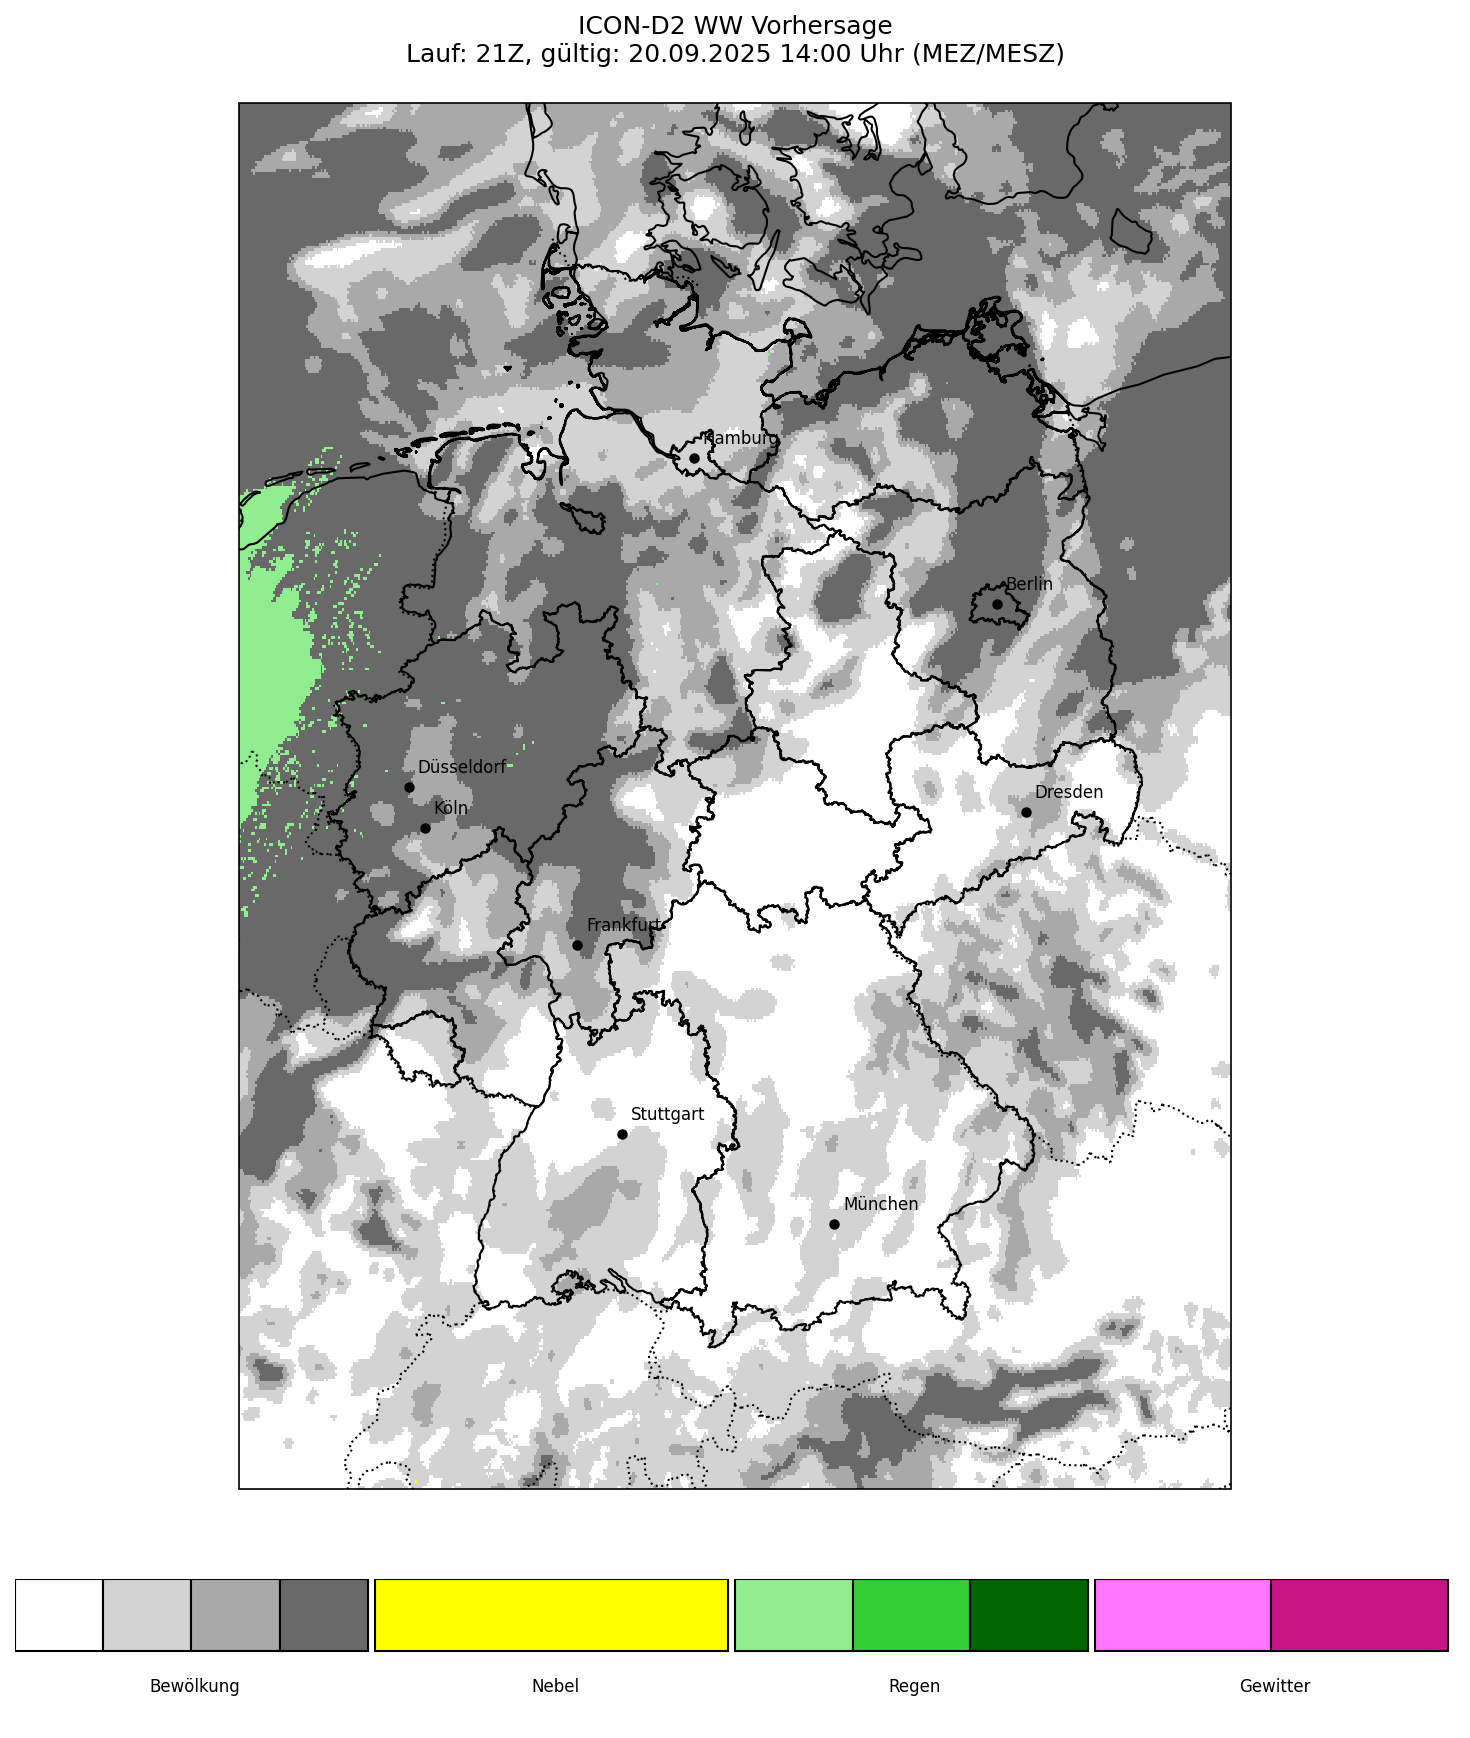 ICON-D2 WW Vorhersage
Lauf: 21Z, gültig: 20.09.2025 14:00 Uhr (MEZ/MESZ)
Hamburg
Berlin
Düsseldorf
Dresden
Köln
Frankfurt
Stuttgart
München
Bewölkung
Nebel
Regen
Gewitter